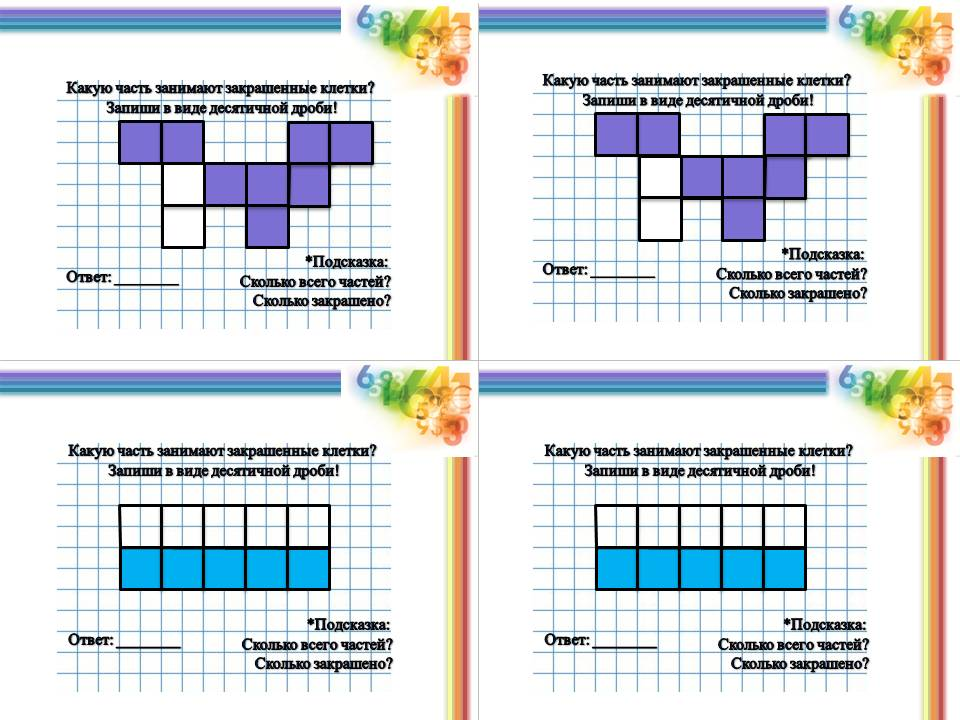 Какую часть занимают закрашенные клетки?
Запиши в виде десятичной дроби!
*Подсказка:
Ответ: ________
Сколько всего частей?
Сколько закрашено?
Какую часть занимают закрашенные клетки?
Запиши в виде десятичной дроби!
*Подсказка:
Ответ: ________
Сколько всего частей?
Сколько закрашено?
Какую часть занимают закрашенные клетки?
Запиши в виде десятичной дроби!
*Подсказка:
Ответ: ________
Сколько всего частей?
Сколько закрашено?
Какую часть занимают закрашенные клетки?
Запиши в виде десятичной дроби!
*Подсказка:
Ответ: ________
Сколько всего частей?
Сколько закрашено?